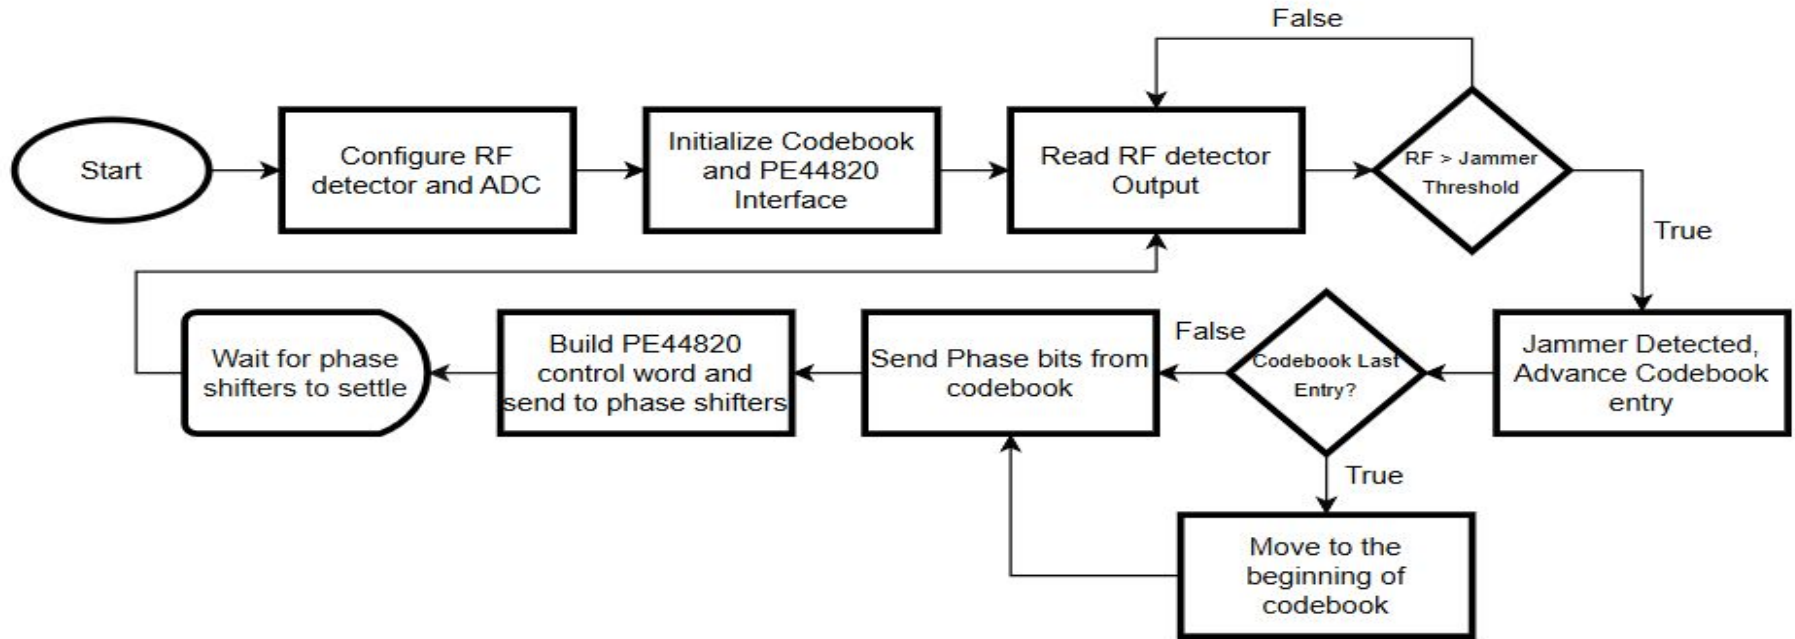 False
Start
Configure RF
detector and ADC
Initialize Codebook
and PE44820
Interface
Read RF detector
Output
RF > Jammer
Threshold
True
Jammer Detected,
Advance Codebook
entry
Codebook Last
Entry?
False
Send Phase bits from
codebook
Build PE44820
control word and
send to phase shifters
Wait for phase
shifters to settle
True
Move to the
beginning of
codebook